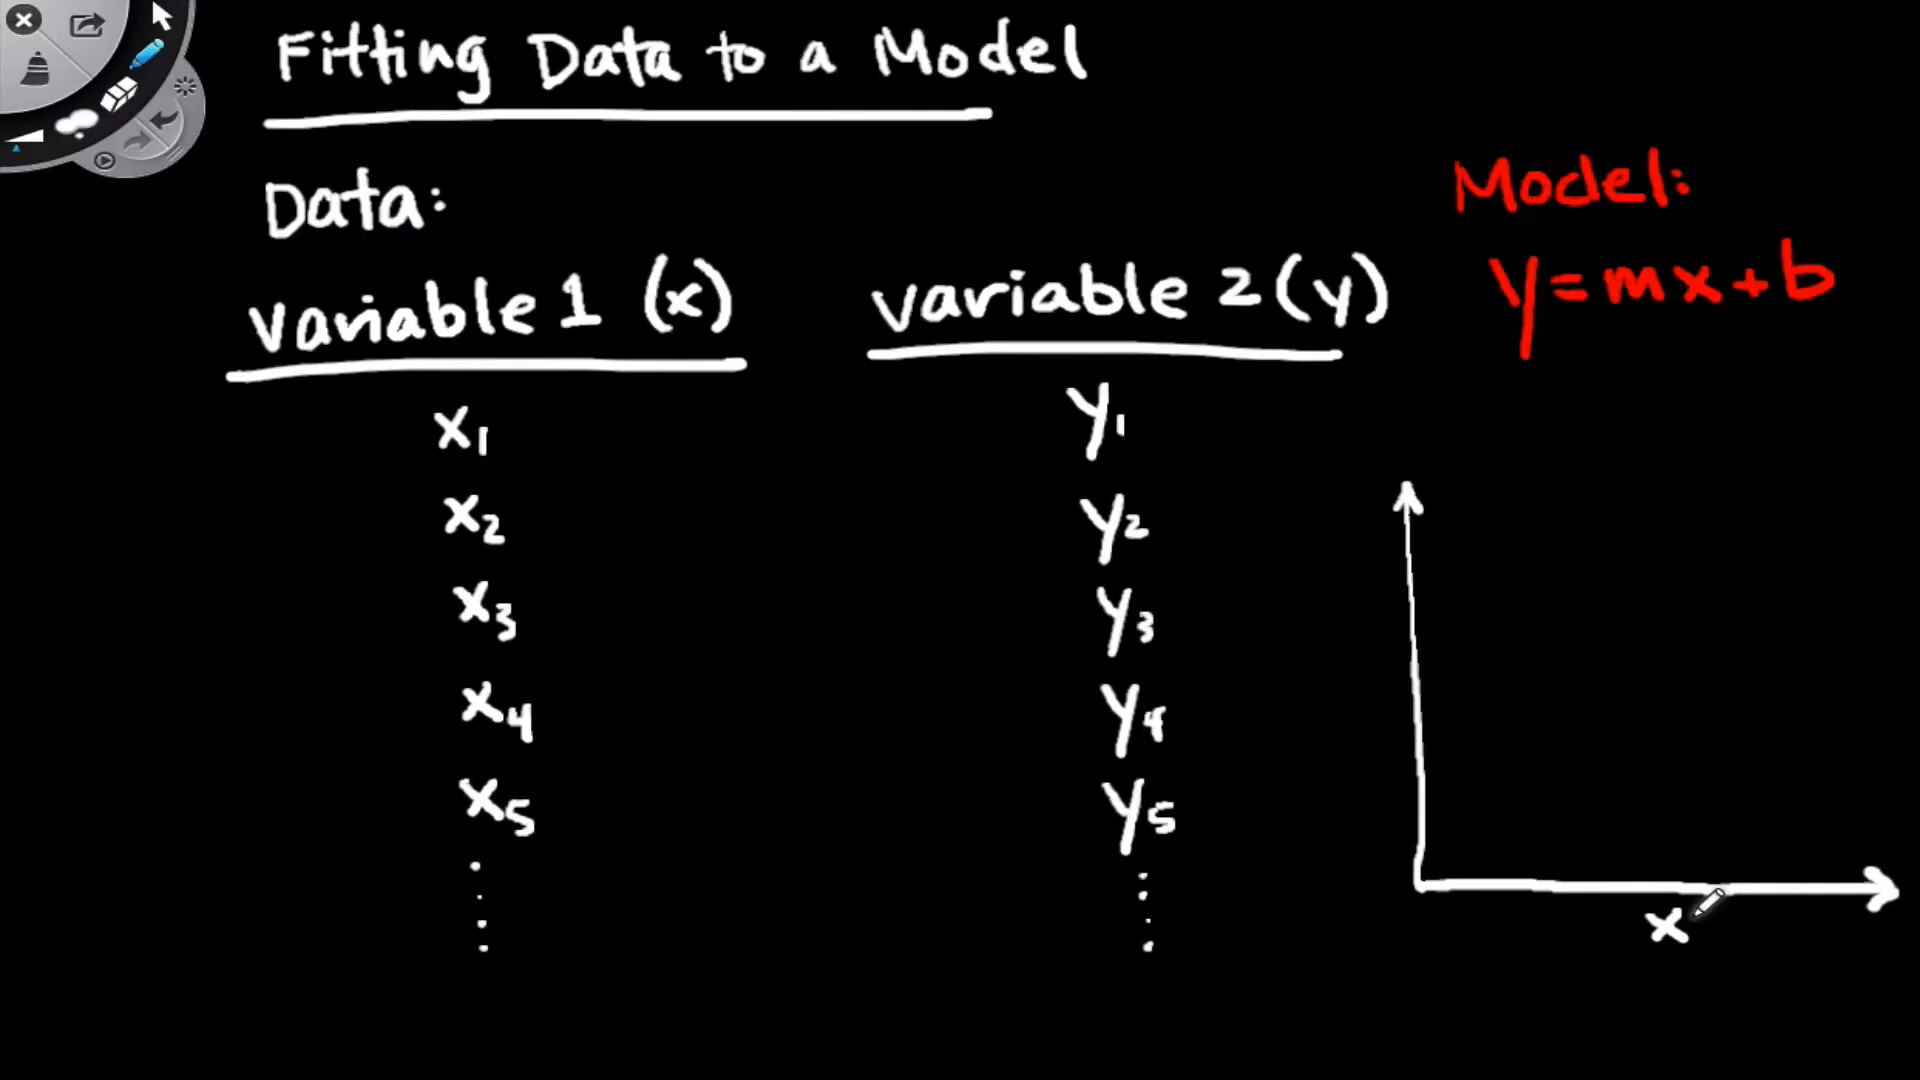 Fitting Data to a Model
Data:
Model:
variable 1 (x)
variable 2 (y)
y = mx + b
x1
y1
x2
y2
x3
y3
x4
y4
x5
y5
x